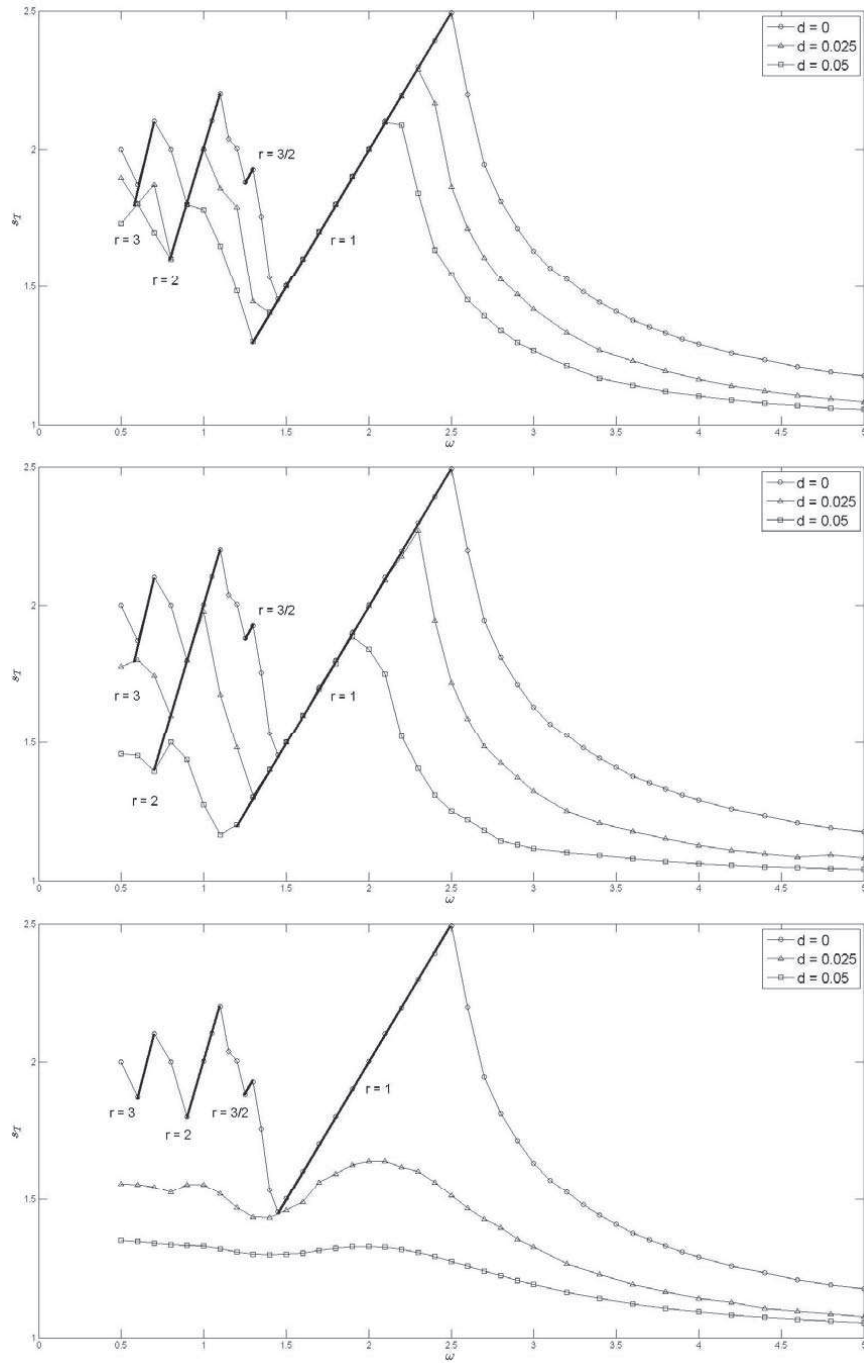 2.5
d = 0
d = 0.025
d = 0.05
r = 3/2
2
s_T
r = 1
r = 3
r = 2
1.5
1
0 0.5 1 1.5 2 2.5 3 3.5 4 4.5 5
ω
2.5
d = 0
d = 0.025
d = 0.05
r = 3/2
2
s_T
r = 1
r = 3
r = 2
1.5
1
0 0.5 1 1.5 2 2.5 3 3.5 4 4.5 5
ω
2.5
d = 0
d = 0.025
d = 0.05
2
s_T
r = 1
r = 3
r = 3/2
r = 2
1.5
1
0 0.5 1 1.5 2 2.5 3 3.5 4 4.5 5
ω